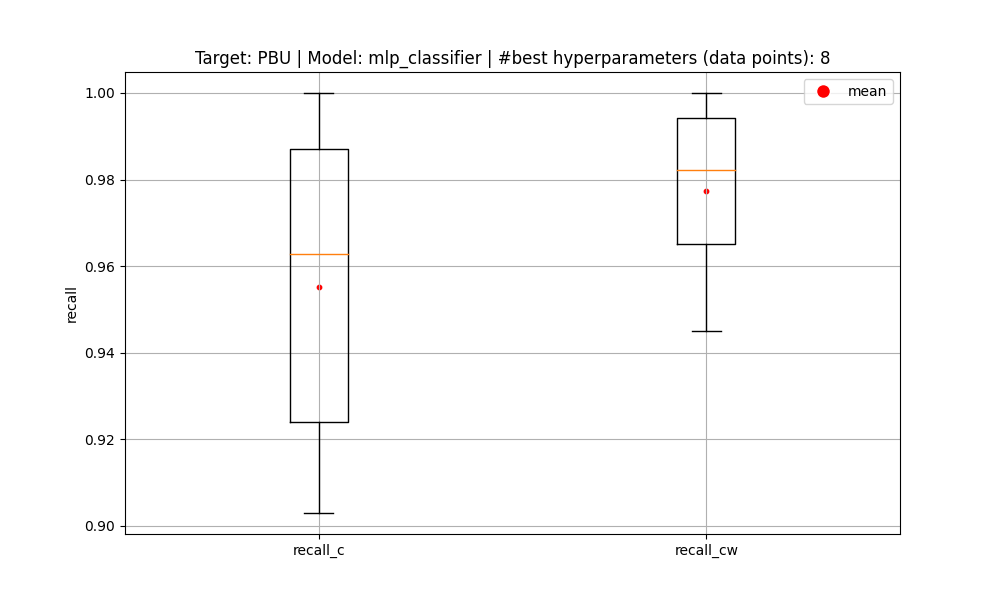 Target: PBU | Model: mlp_classifier | #best hyperparameters (data points): 8
mean
recall
1.00
0.98
0.96
0.94
0.92
0.90
recall_c
recall_cw